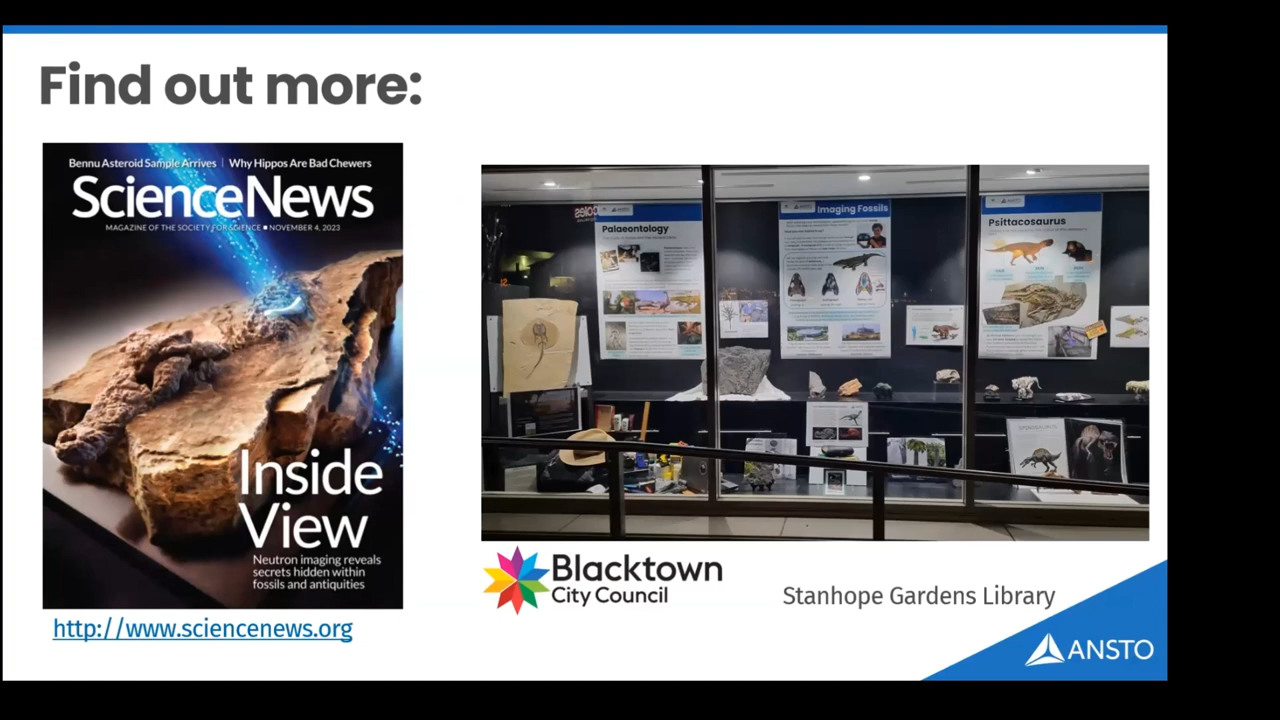 Find out more:
Bennu Asteroid Sample Arrives | Why Hippos Are Bad Chewers
ScienceNews
MAGAZINE OF THE SOCIETY FOR SCIENCE ■ NOVEMBER 4, 2023
Inside
View
Neutron imaging reveals
secrets hidden within
fossils and antiquities
http://www.sciencenews.org
Palaeontology
Imaging Fossils
Psittacosaurus
Blacktown
City Council
Stanhope Gardens Library
ANSTO